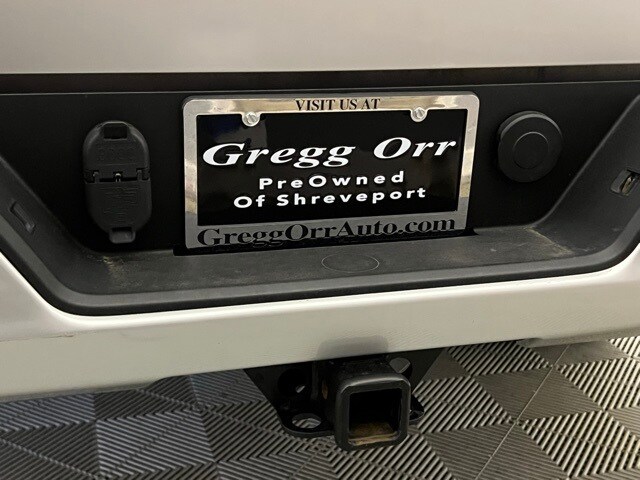 VISIT US AT
Gregg Orr
PreOwned
Of Shreveport
GreggOrrAuto.com